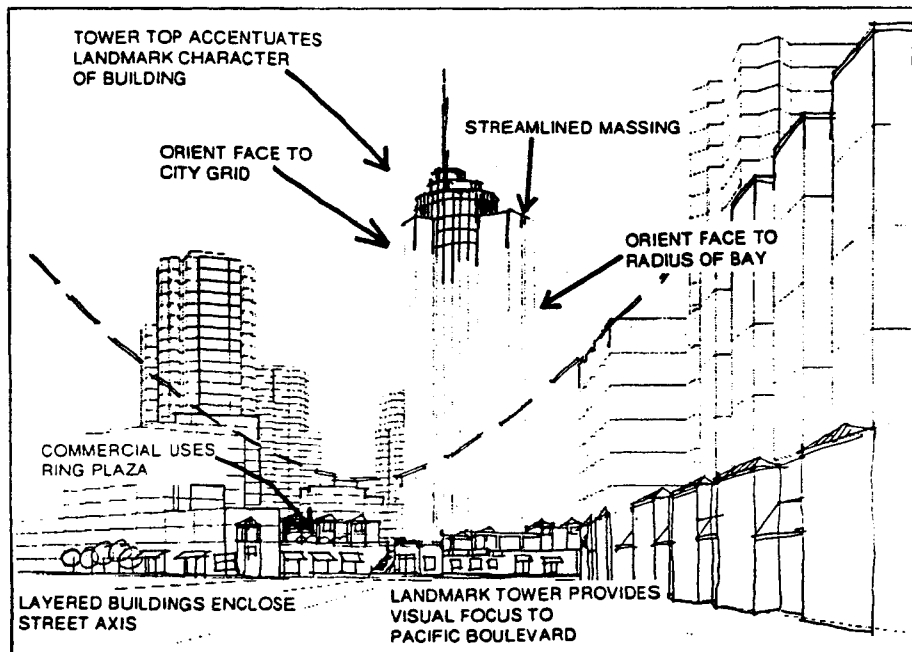 TOWER TOP ACCENTUATES
LANDMARK CHARACTER
OF BUILDING
STREAMLINED MASSING
ORIENT FACE TO
CITY GRID
ORIENT FACE TO
RADIUS OF BAY
COMMERCIAL USES
RING PLAZA
LAYERED BUILDINGS ENCLOSE
STREET AXIS
LANDMARK TOWER PROVIDES
VISUAL FOCUS TO
PACIFIC BOULEVARD